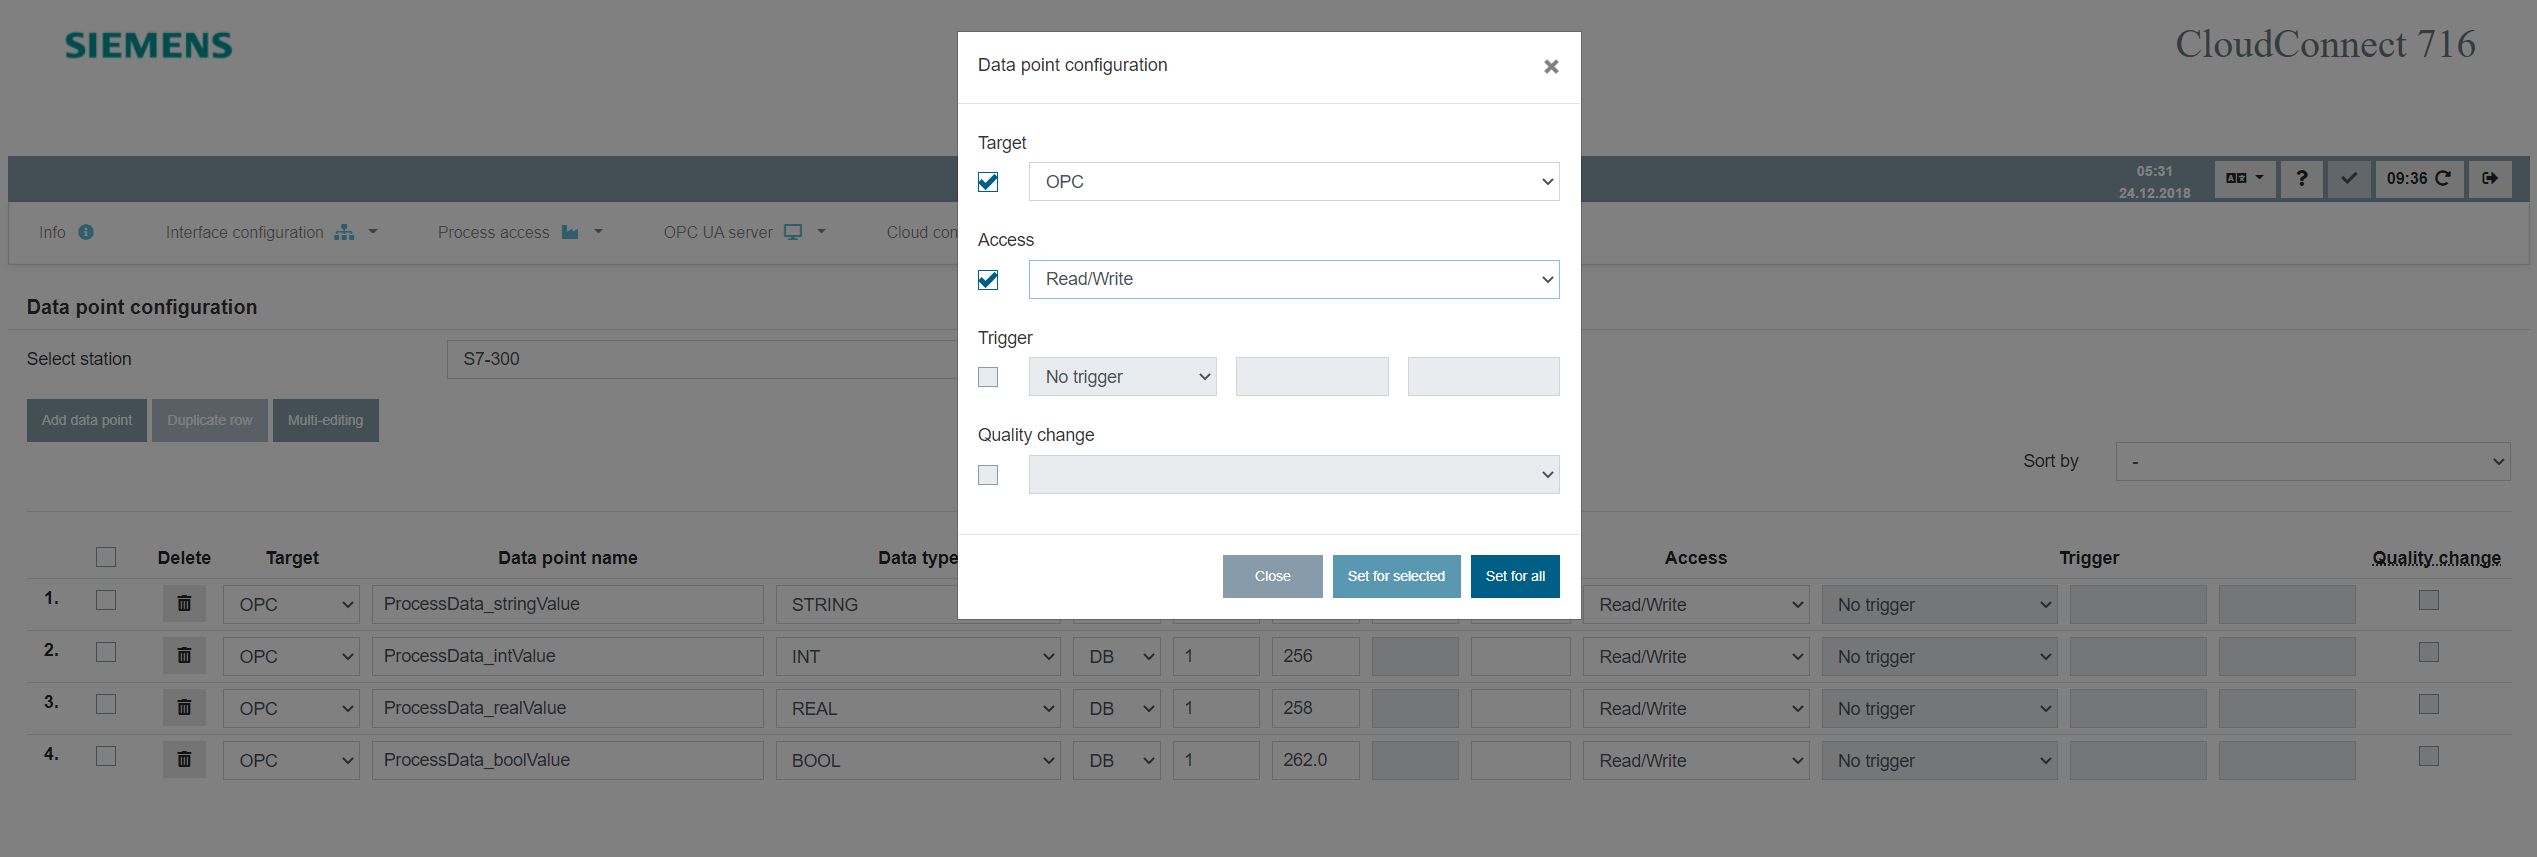 SIEMENS
CloudConnect 716
Data point configuration
Target
OPC
Access
Read/Write
Trigger
No trigger
Quality change
Close Set for selected Set for all
05:31
24.12.2018
? 09:36
Info Interface configuration Process access OPC UA server Cloud con
Data point configuration
Select station S7-300
Add data point Duplicate row Multi-editing
Sort by -
Delete Target Data point name Data type Access Trigger Quality change
1. OPC ProcessData_stringValue STRING Read/Write No trigger
2. OPC ProcessData_intValue INT DB 1 256 Read/Write No trigger
3. OPC ProcessData_realValue REAL DB 1 258 Read/Write No trigger
4. OPC ProcessData_boolValue BOOL DB 1 262.0 Read/Write No trigger